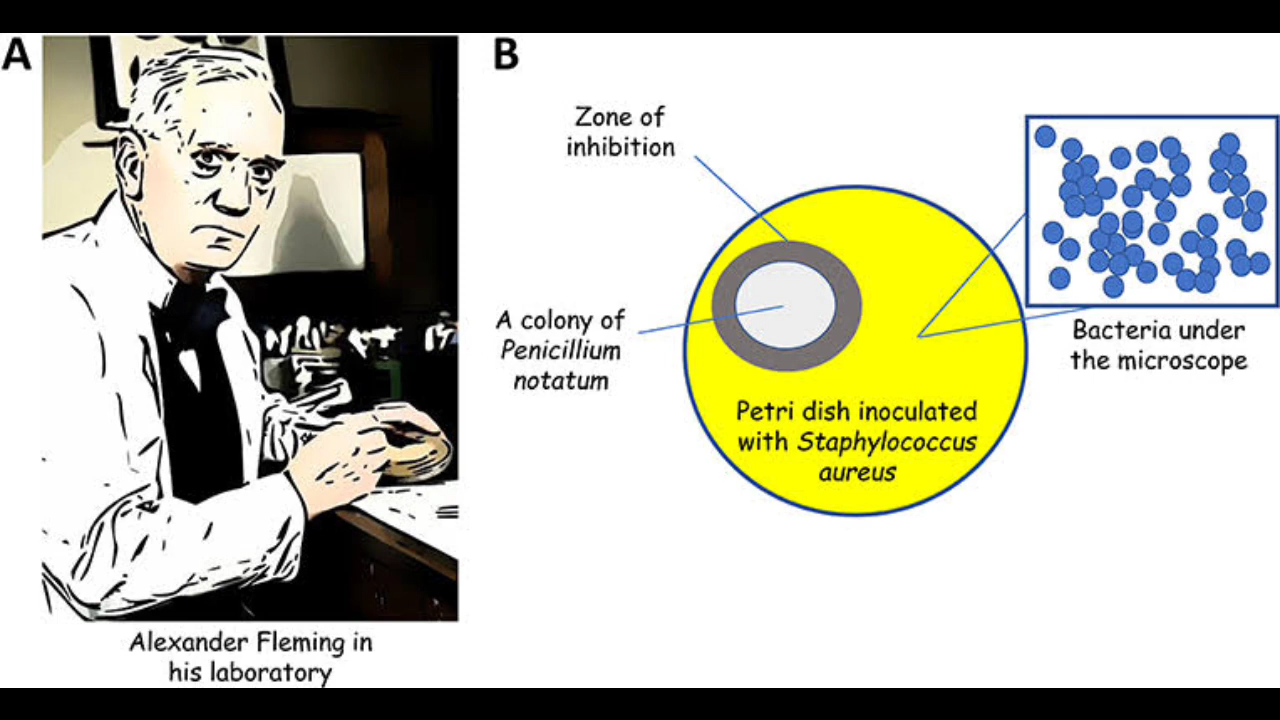 A
B
Zone of
inhibition
A colony of
Penicillium
notatum
Petri dish inoculated
with Staphylococcus
aureus
Bacteria under
the microscope
Alexander Fleming in
his laboratory